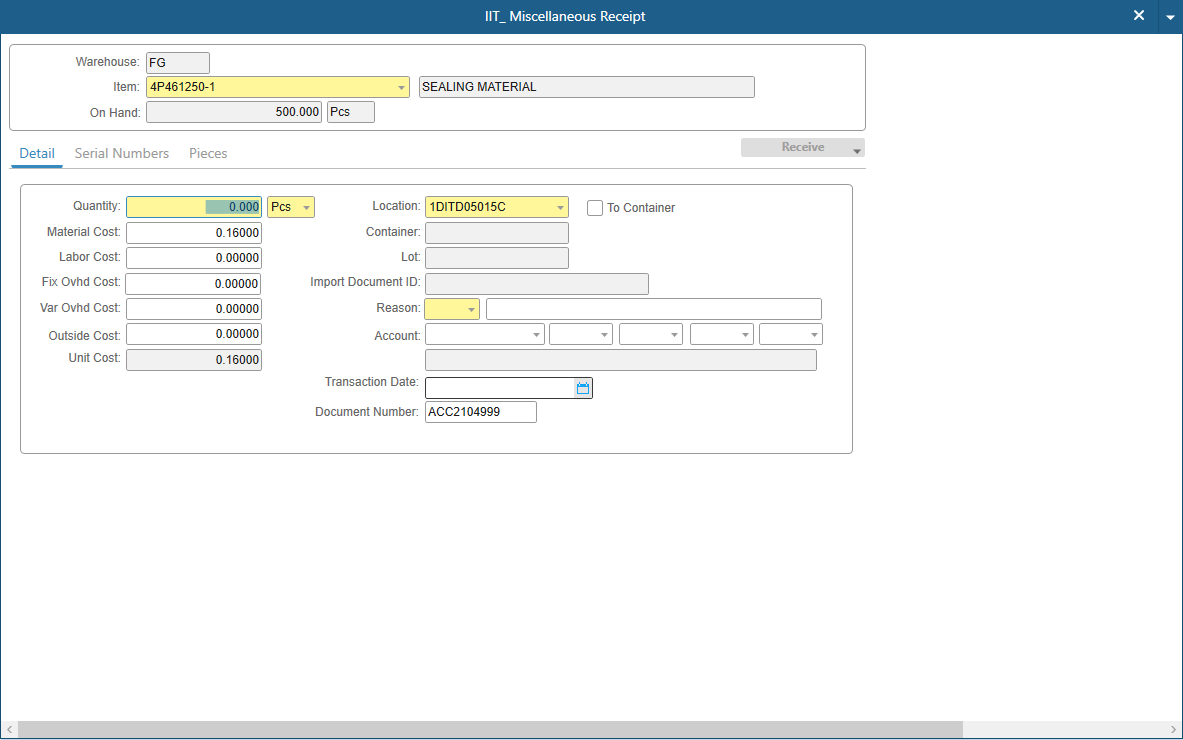 IIT_ Miscellaneous Receipt
Warehouse: FG
Item: 4P461250-1 SEALING MATERIAL
On Hand: 500.000 Pcs
Detail Serial Numbers Pieces Receive
Quantity: 0.000 Pcs Location: 1DITD05015C To Container
Material Cost: 0.16000 Container:
Labor Cost: 0.00000 Lot:
Fix Ovhd Cost: 0.00000 Import Document ID:
Var Ovhd Cost: 0.00000 Reason:
Outside Cost: 0.00000 Account:
Unit Cost: 0.16000
Transaction Date:
Document Number: ACC2104999